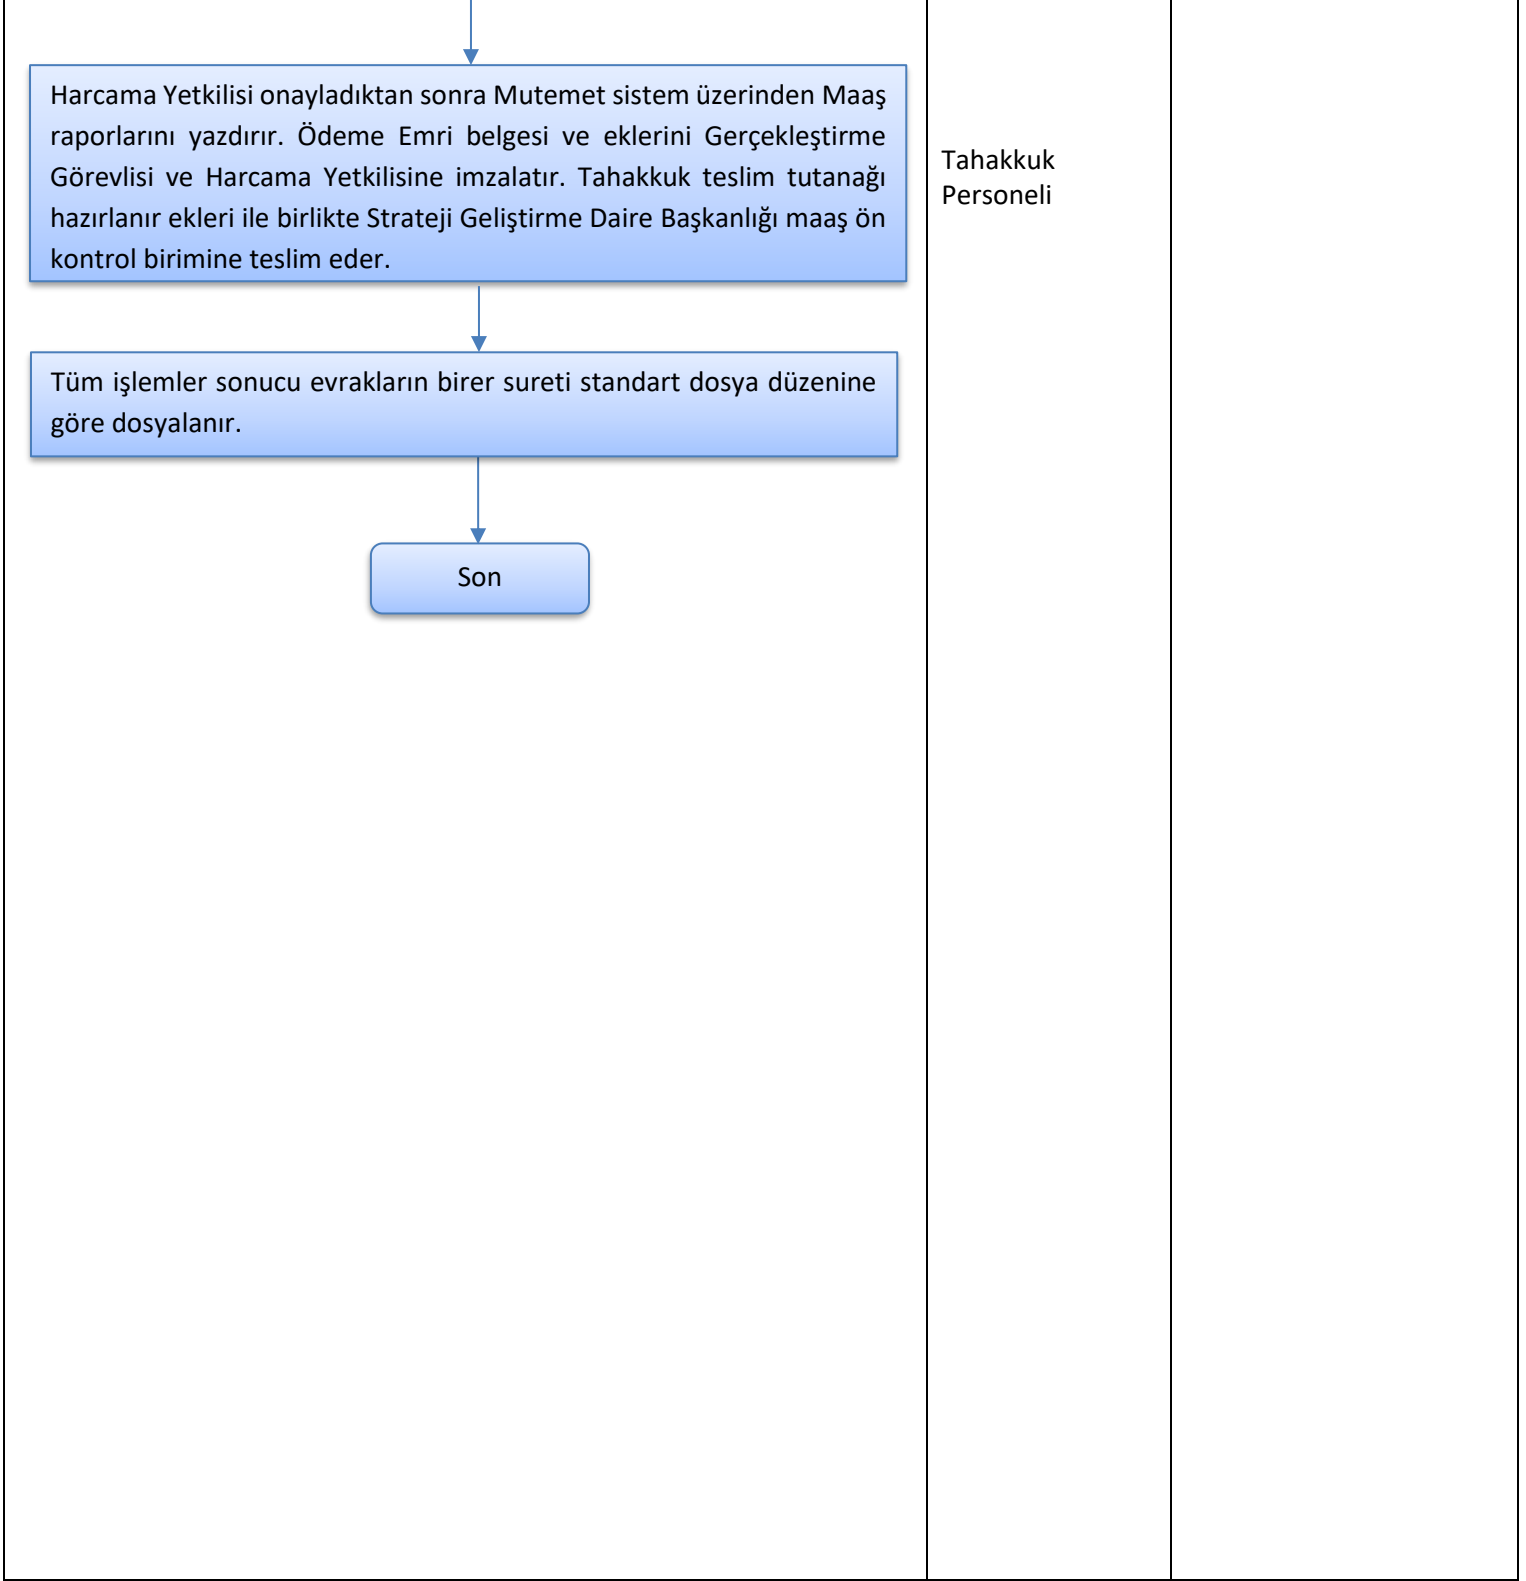 Harcama Yetkilisi onayladıktan sonra Mutemet sistem üzerinden Maaş
raporlarını yazdırır. Ödeme Emri belgesi ve eklerini Gerçekleştirme
Görevlisi ve Harcama Yetkilisine imzalatır. Tahakkuk teslim tutanağı
hazırlanır ekleri ile birlikte Strateji Geliştirme Daire Başkanlığı maaş ön
kontrol birimine teslim eder.
Tahakkuk
Personeli
Tüm işlemler sonucu evrakların birer sureti standart dosya düzenine
göre dosyalanır.
Son